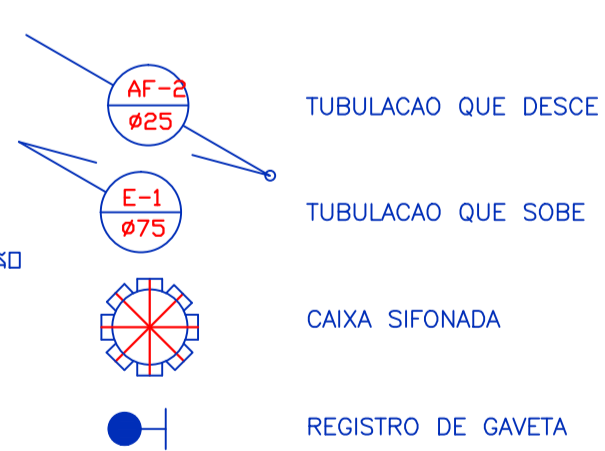 AF-2
Ø25
TUBULACAO QUE DESCE
E-1
Ø75
TUBULACAO QUE SOBE
CAIXA SIFONADA
REGISTRO DE GAVETA